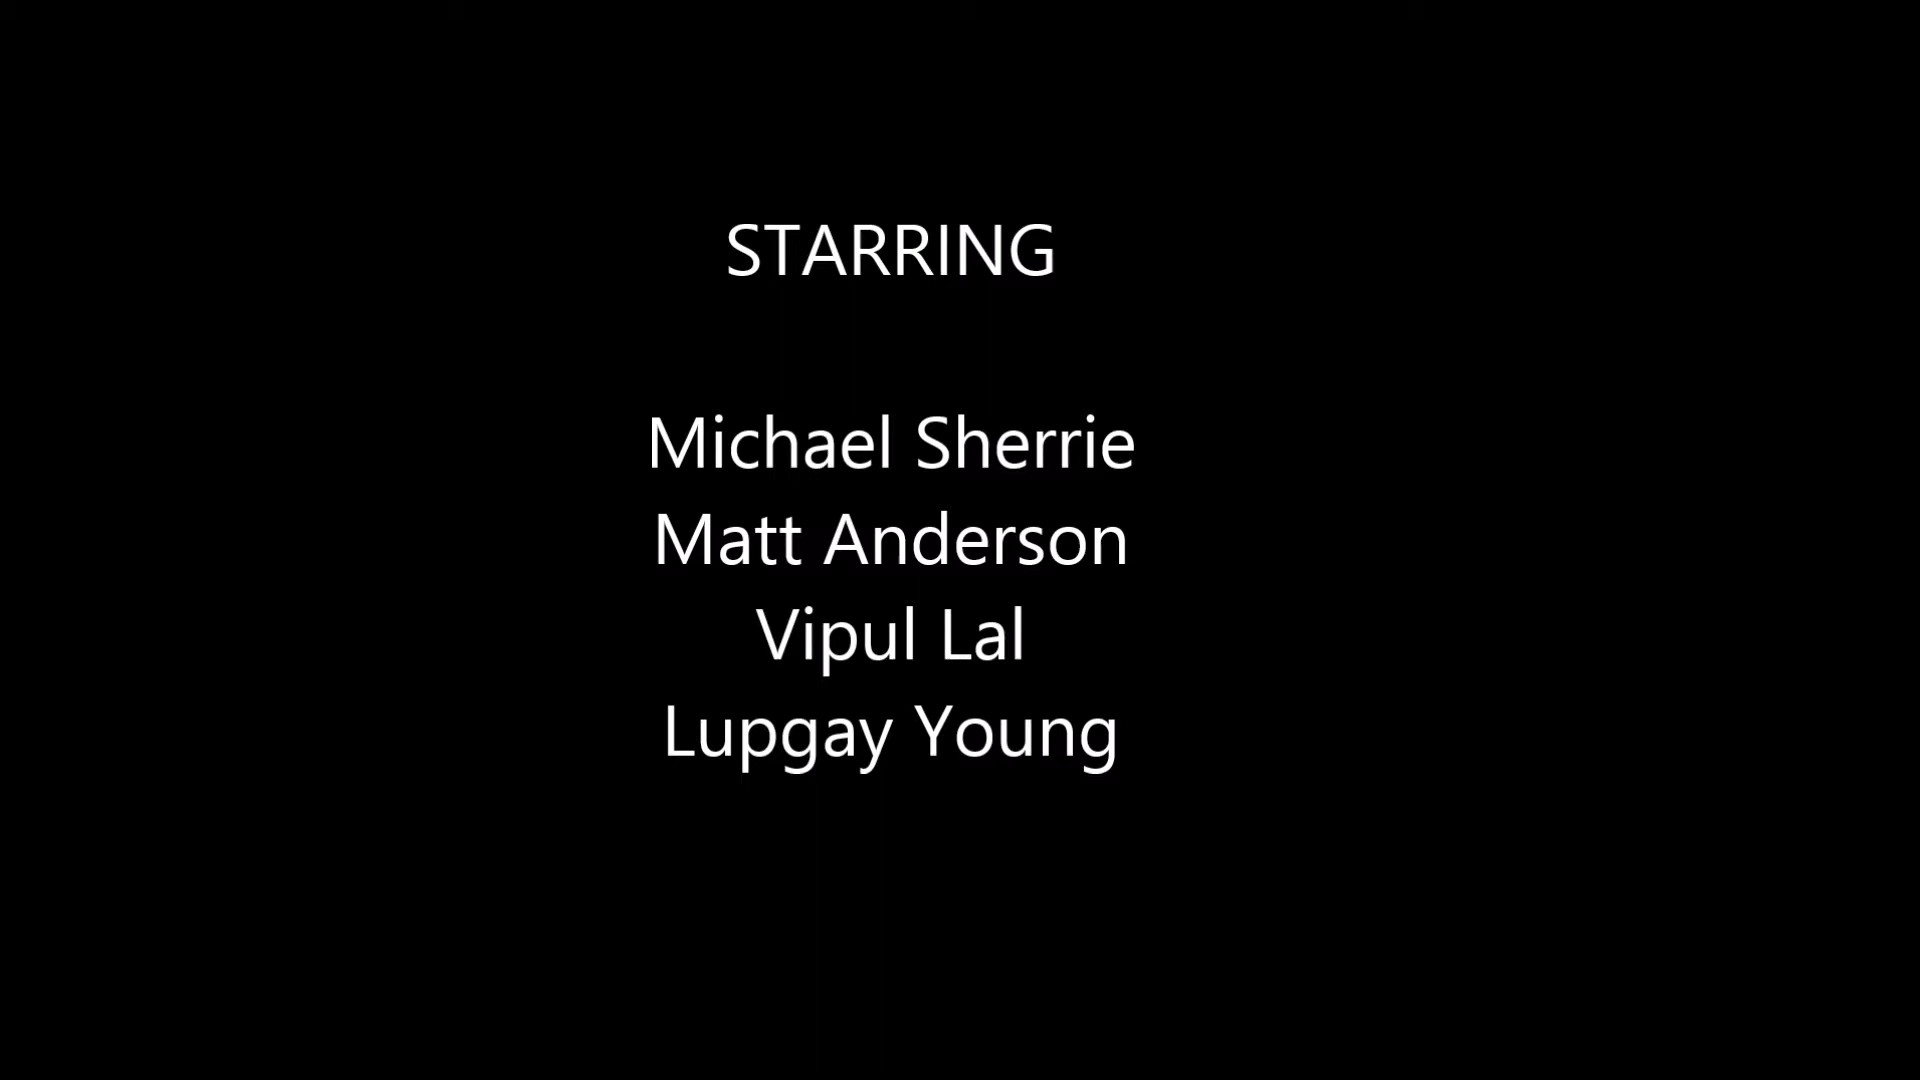 STARRING
Michael Sherrie
Matt Anderson
Vipul Lal
Lupgay Young